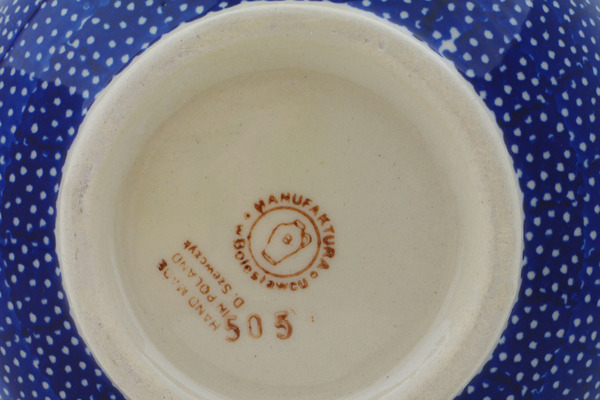 MANUFAKTURA
w Bolesławcu
B
HAND MADE
IN POLAND
D. Szewczyk
505